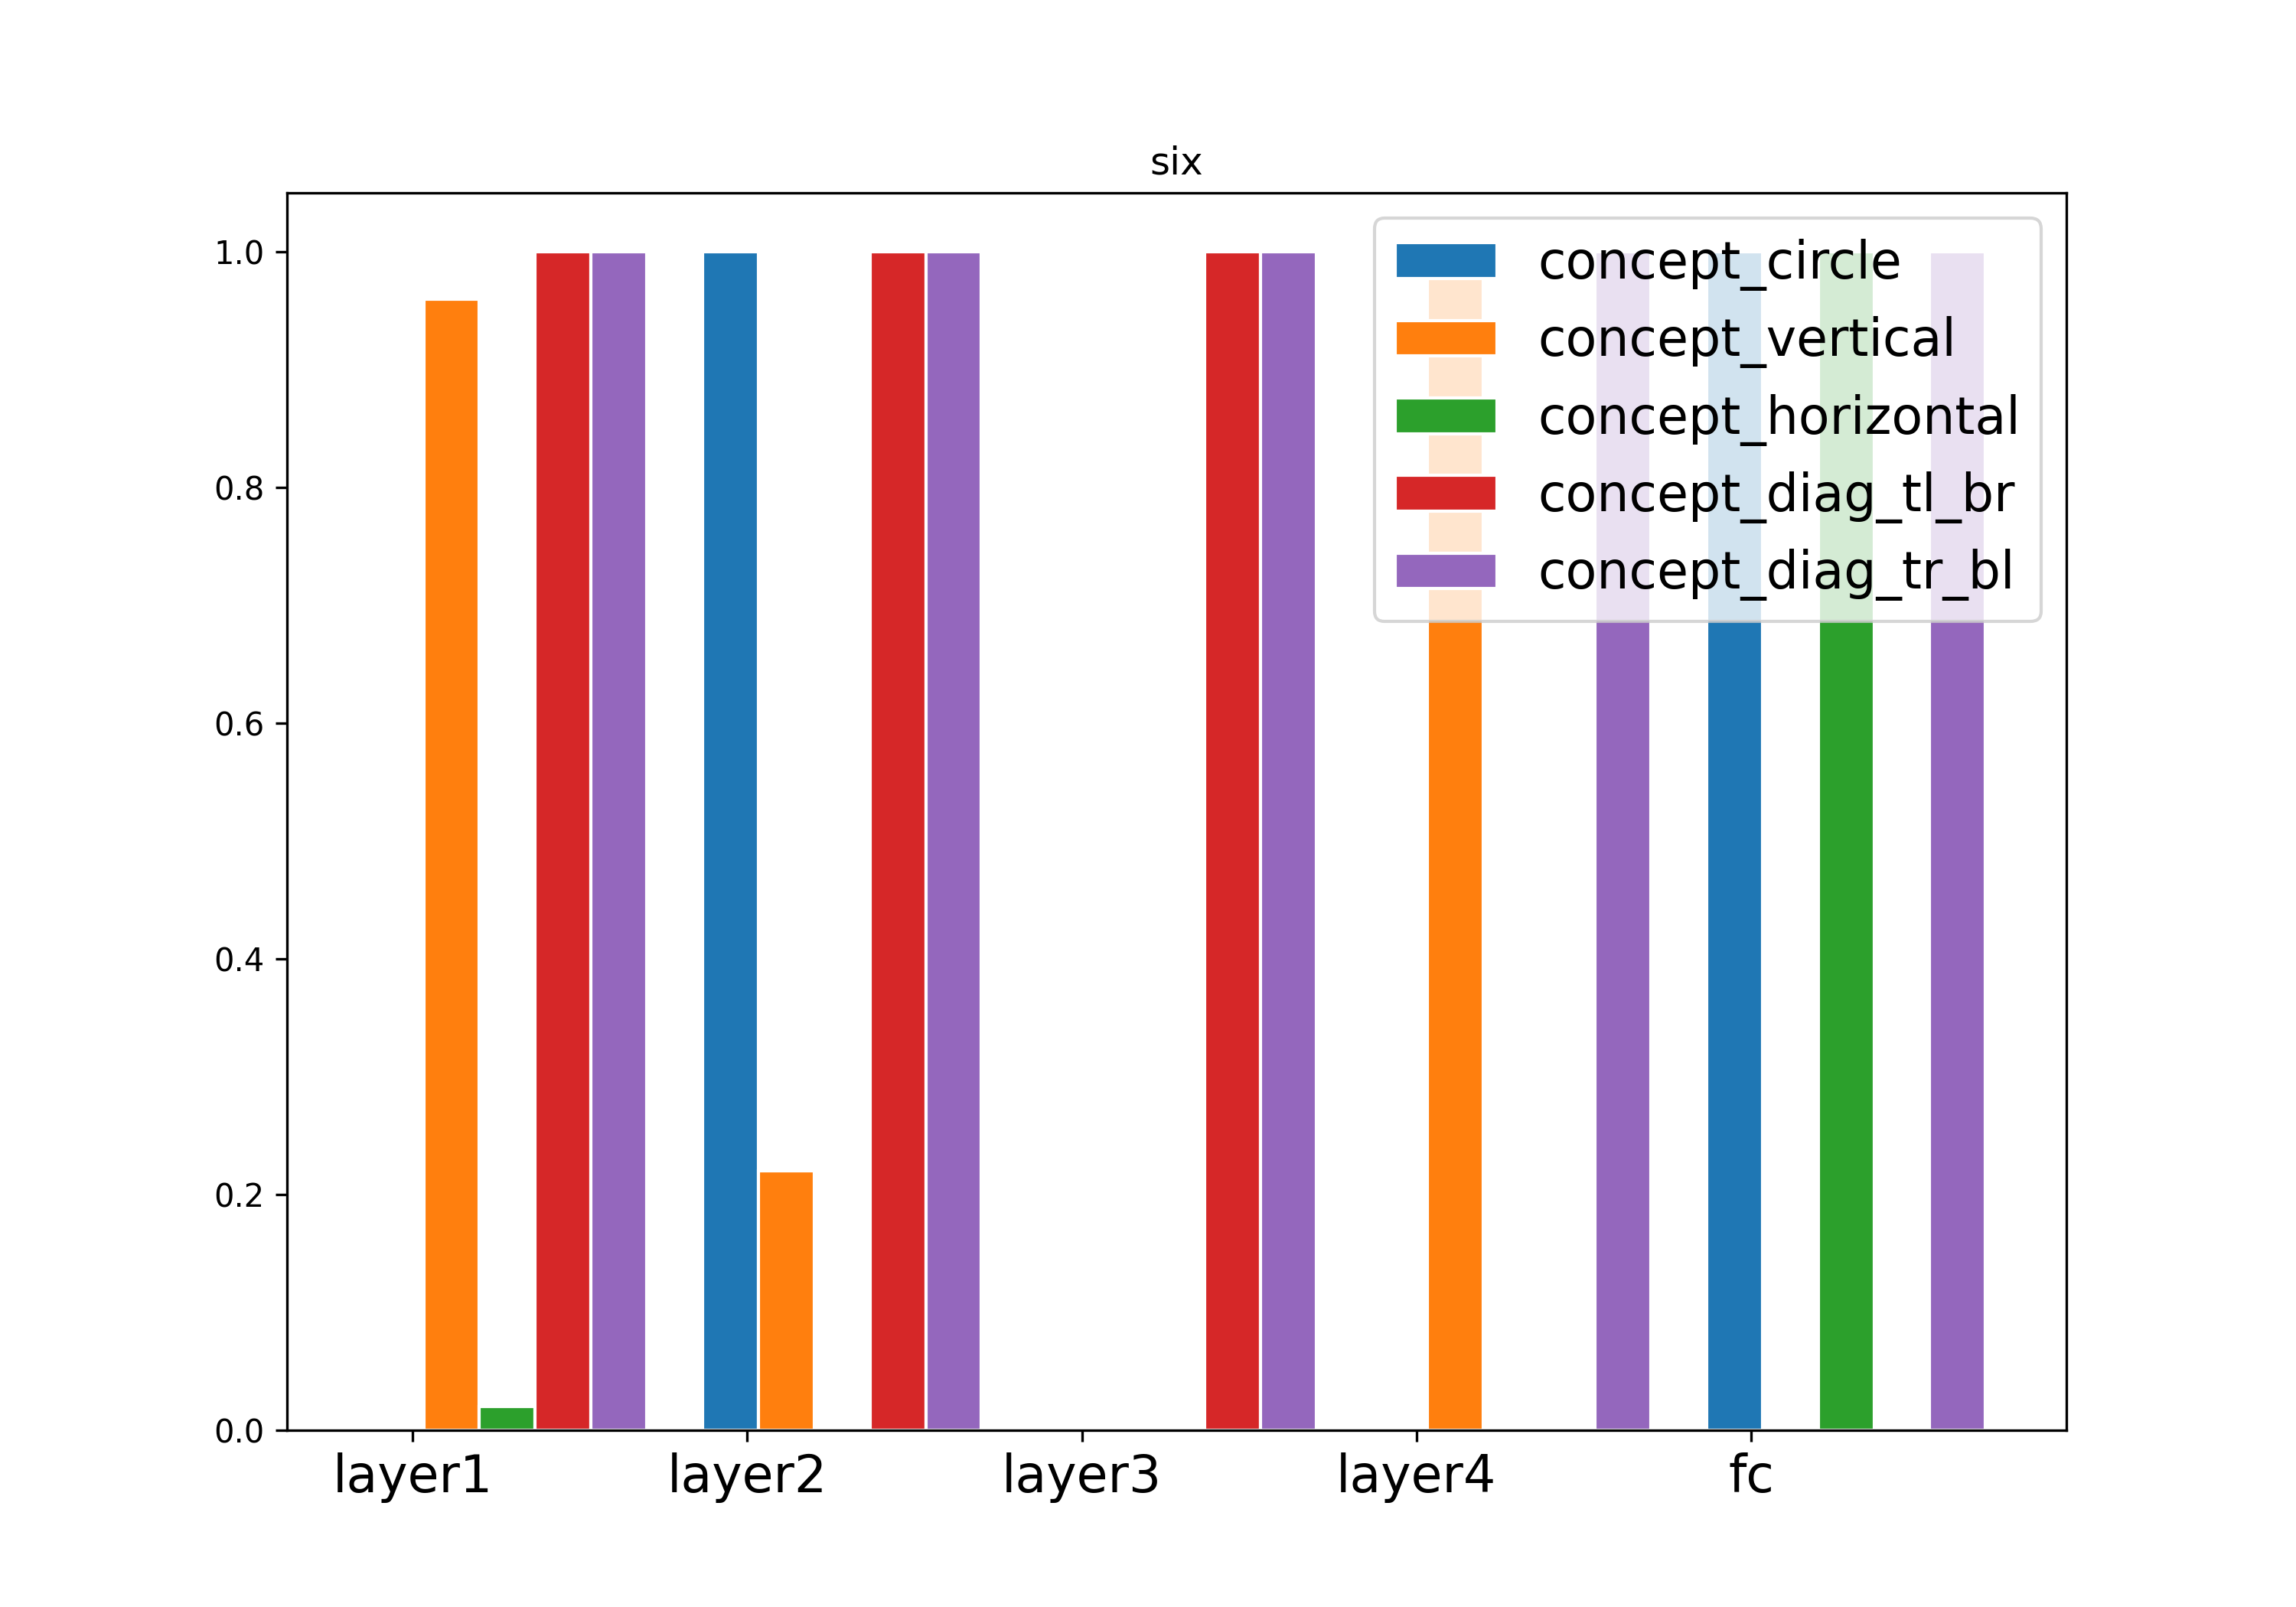 six
1.0
0.8
0.6
0.4
0.2
0.0
concept_circle
concept_vertical
concept_horizontal
concept_diag_tl_br
concept_diag_tr_bl
layer1 layer2 layer3 layer4 fc